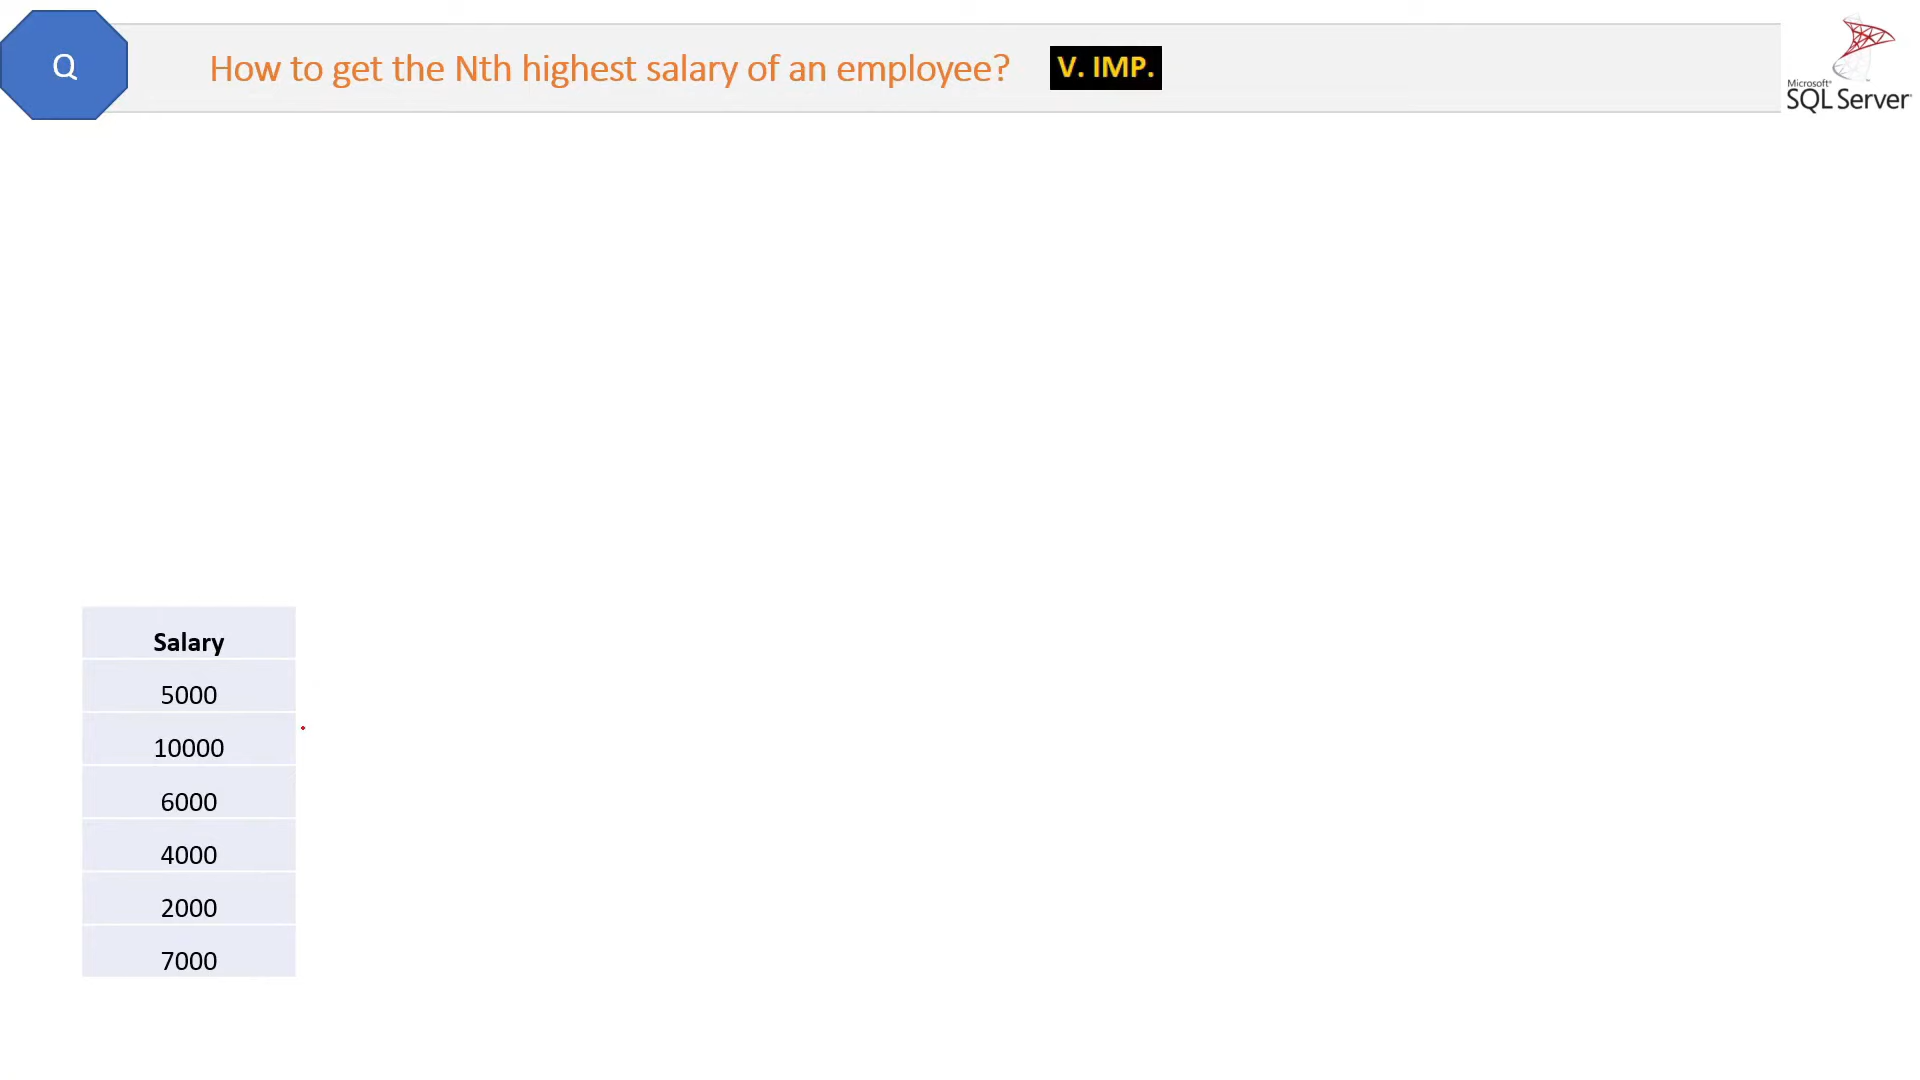 Q
How to get the Nth highest salary of an employee?
V. IMP.
Microsoft®
SQL Server®
Salary
5000
10000
6000
4000
2000
7000